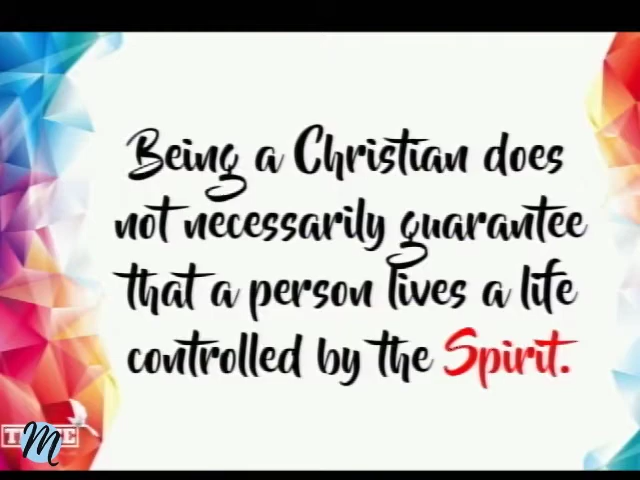 Being a Christian does
not necessarily guarantee
that a person lives a life
controlled by the Spirit.
M